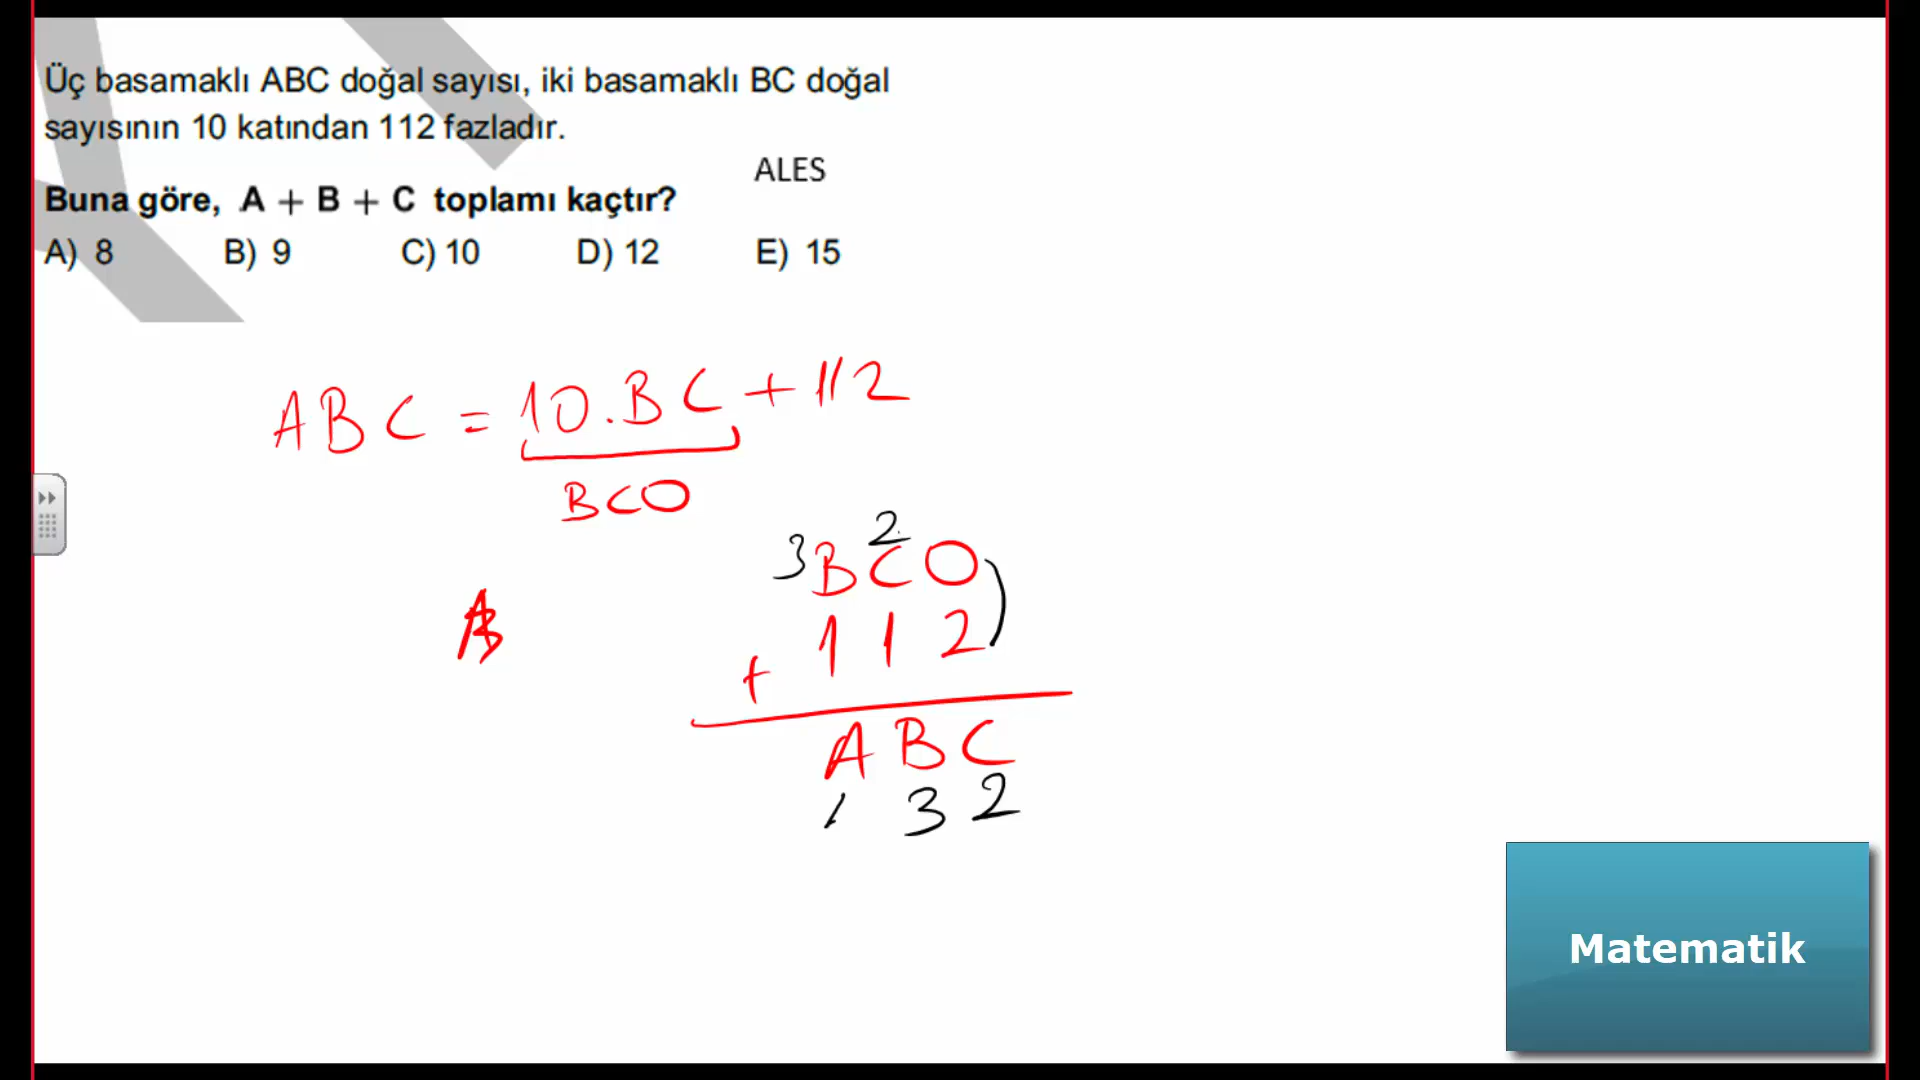 Üç basamaklı ABC doğal sayısı, iki basamaklı BC doğal
sayısının 10 katından 112 fazladır.
ALES
Buna göre, A + B + C toplamı kaçtır?
A) 8 B) 9 C) 10 D) 12 E) 15
ABC = 10.BC + 112
BC0
3 2
BC0
A
+ 112
ABC
1 3 2
Matematik